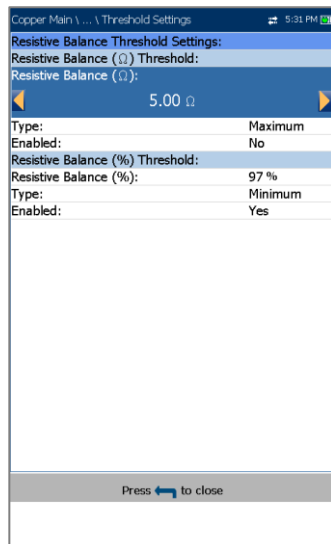 Copper Main \ ... \ Threshold Settings 5:31 PM
Resistive Balance Threshold Settings:
Resistive Balance (Ω) Threshold:
Resistive Balance (Ω):
5.00 Ω
Type: Maximum
Enabled: No
Resistive Balance (%) Threshold:
Resistive Balance (%): 97 %
Type: Minimum
Enabled: Yes
Press to close